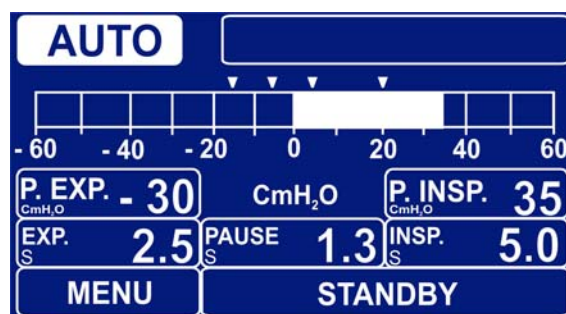 AUTO
- 60 - 40 - 20 0 20 40 60
P. EXP. CmH₂O - 30 CmH₂O P. INSP. CmH₂O 35
EXP. S 2.5 PAUSE S 1.3 INSP. S 5.0
MENU STANDBY